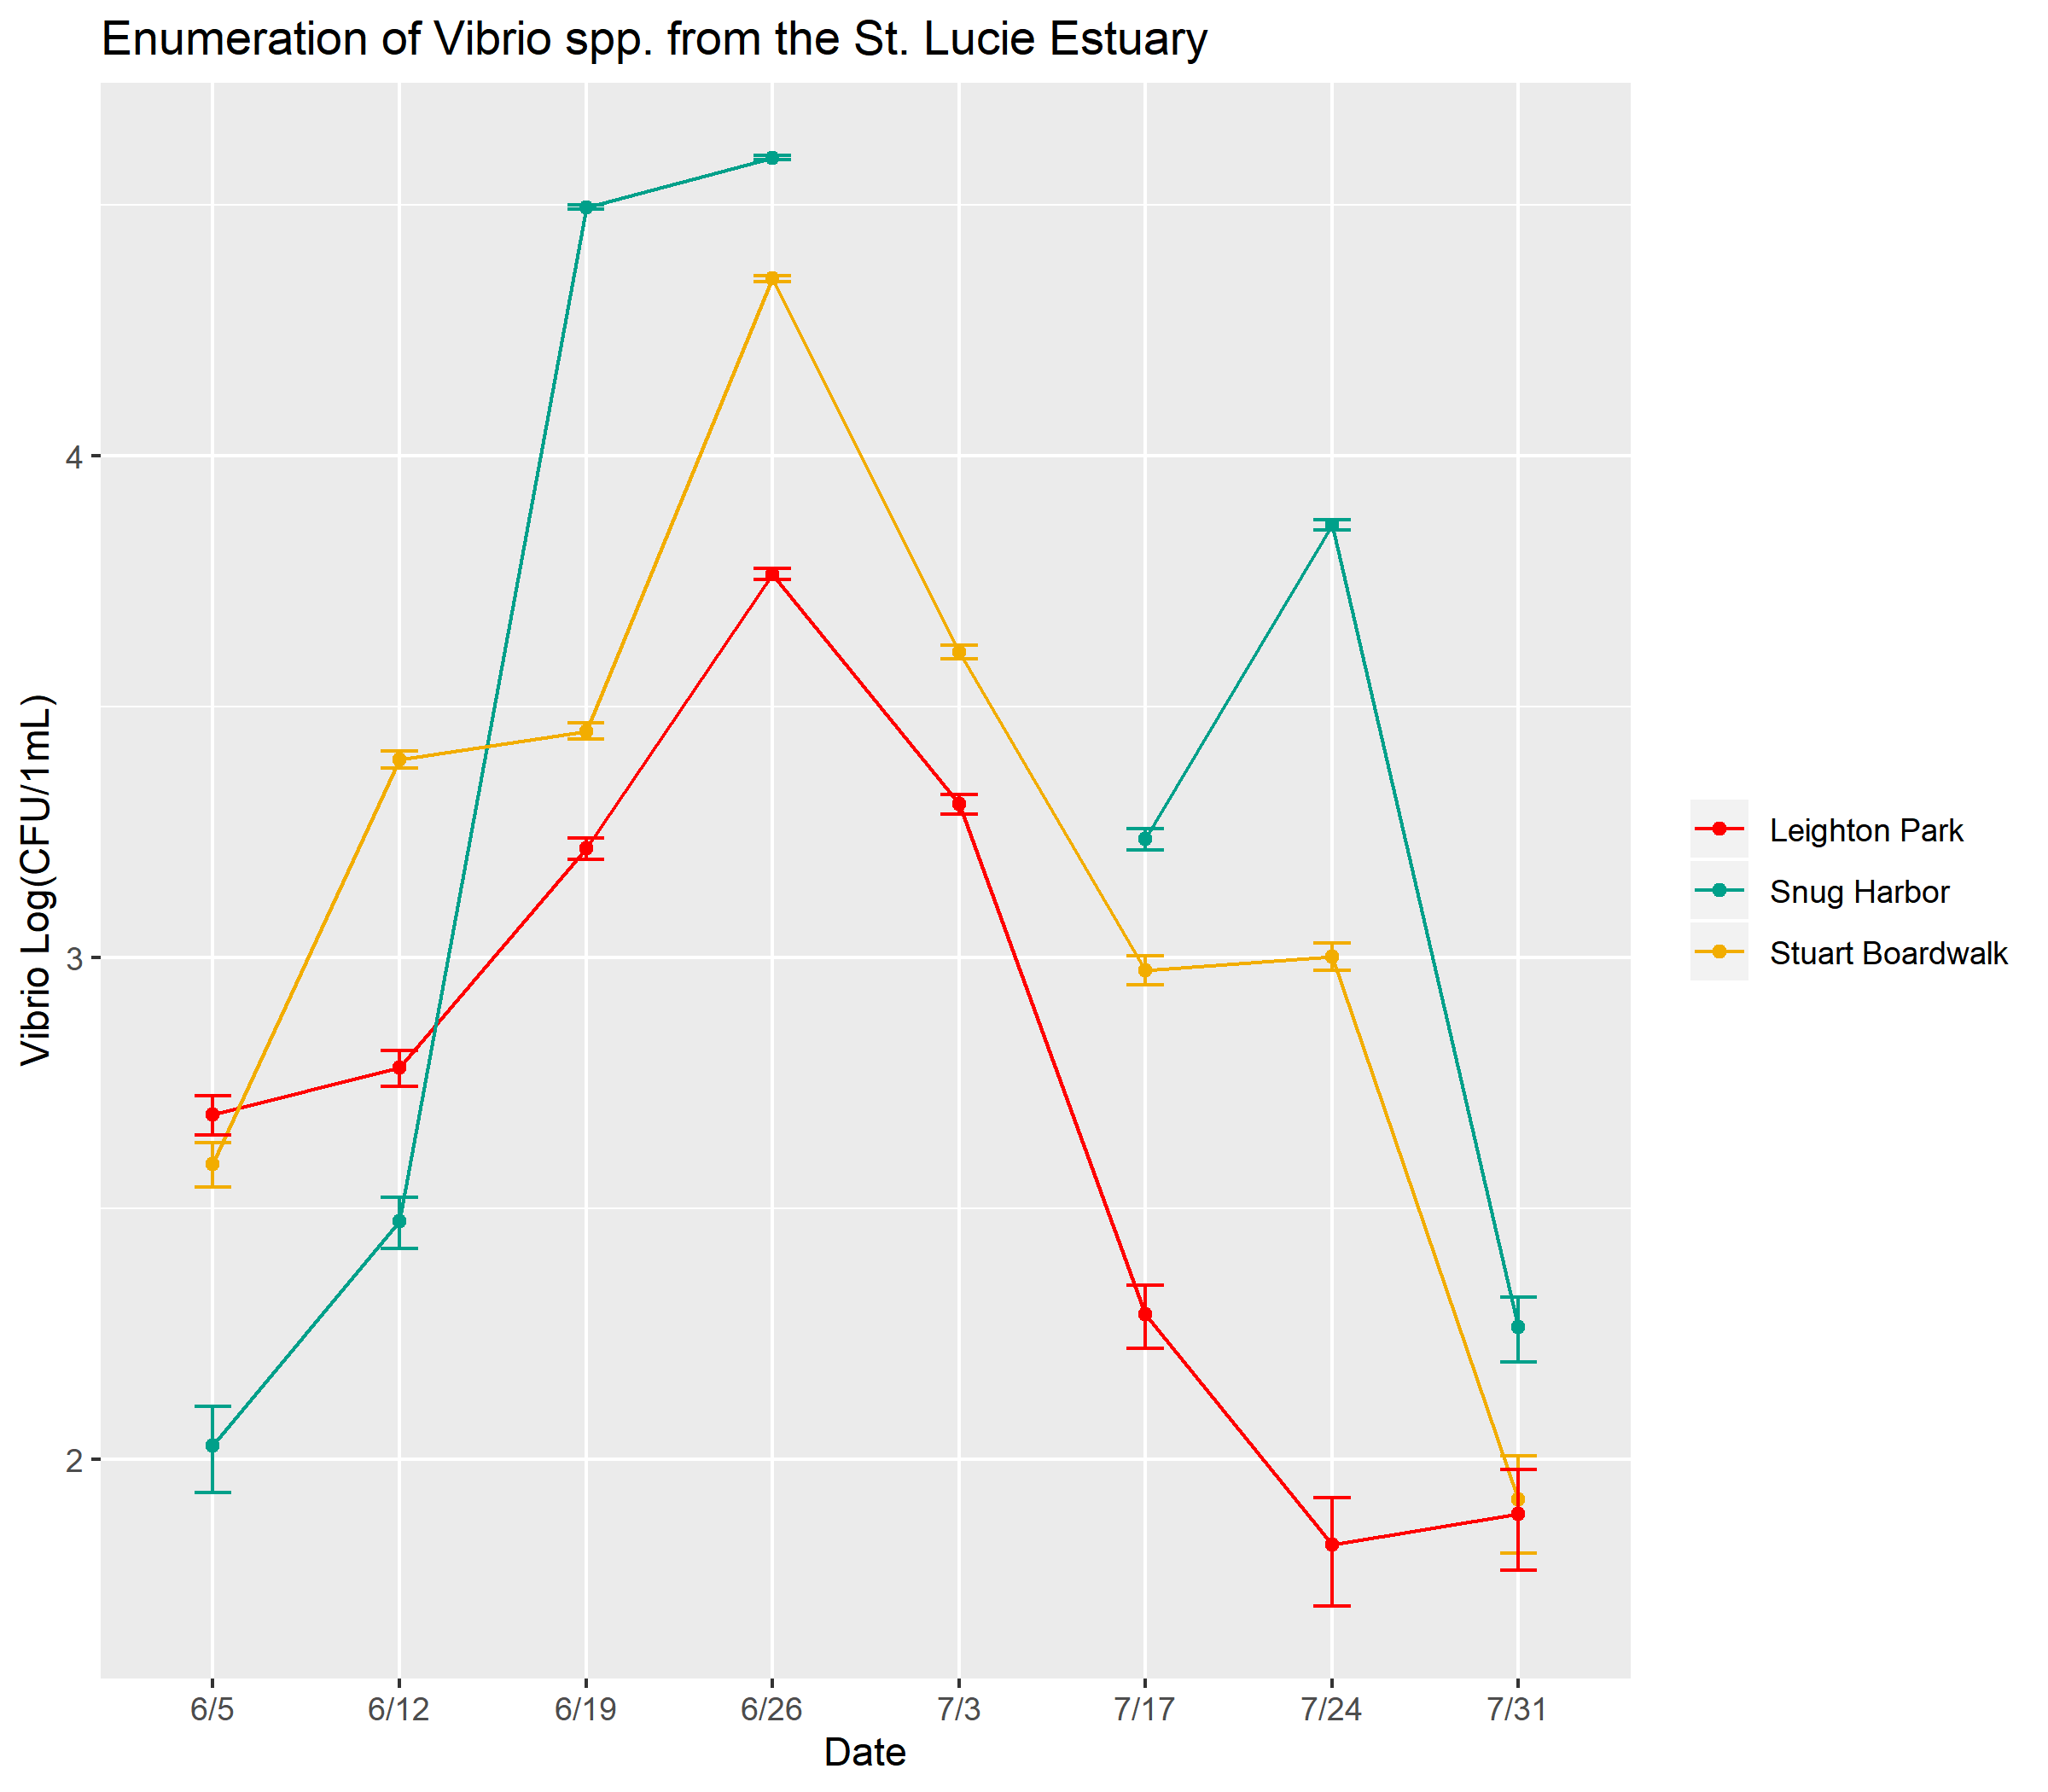 Enumeration of Vibrio spp. from the St. Lucie Estuary
Vibrio Log(CFU/1mL)
4
3
2
6/5 6/12 6/19 6/26 7/3 7/17 7/24 7/31
Date
Leighton Park
Snug Harbor
Stuart Boardwalk